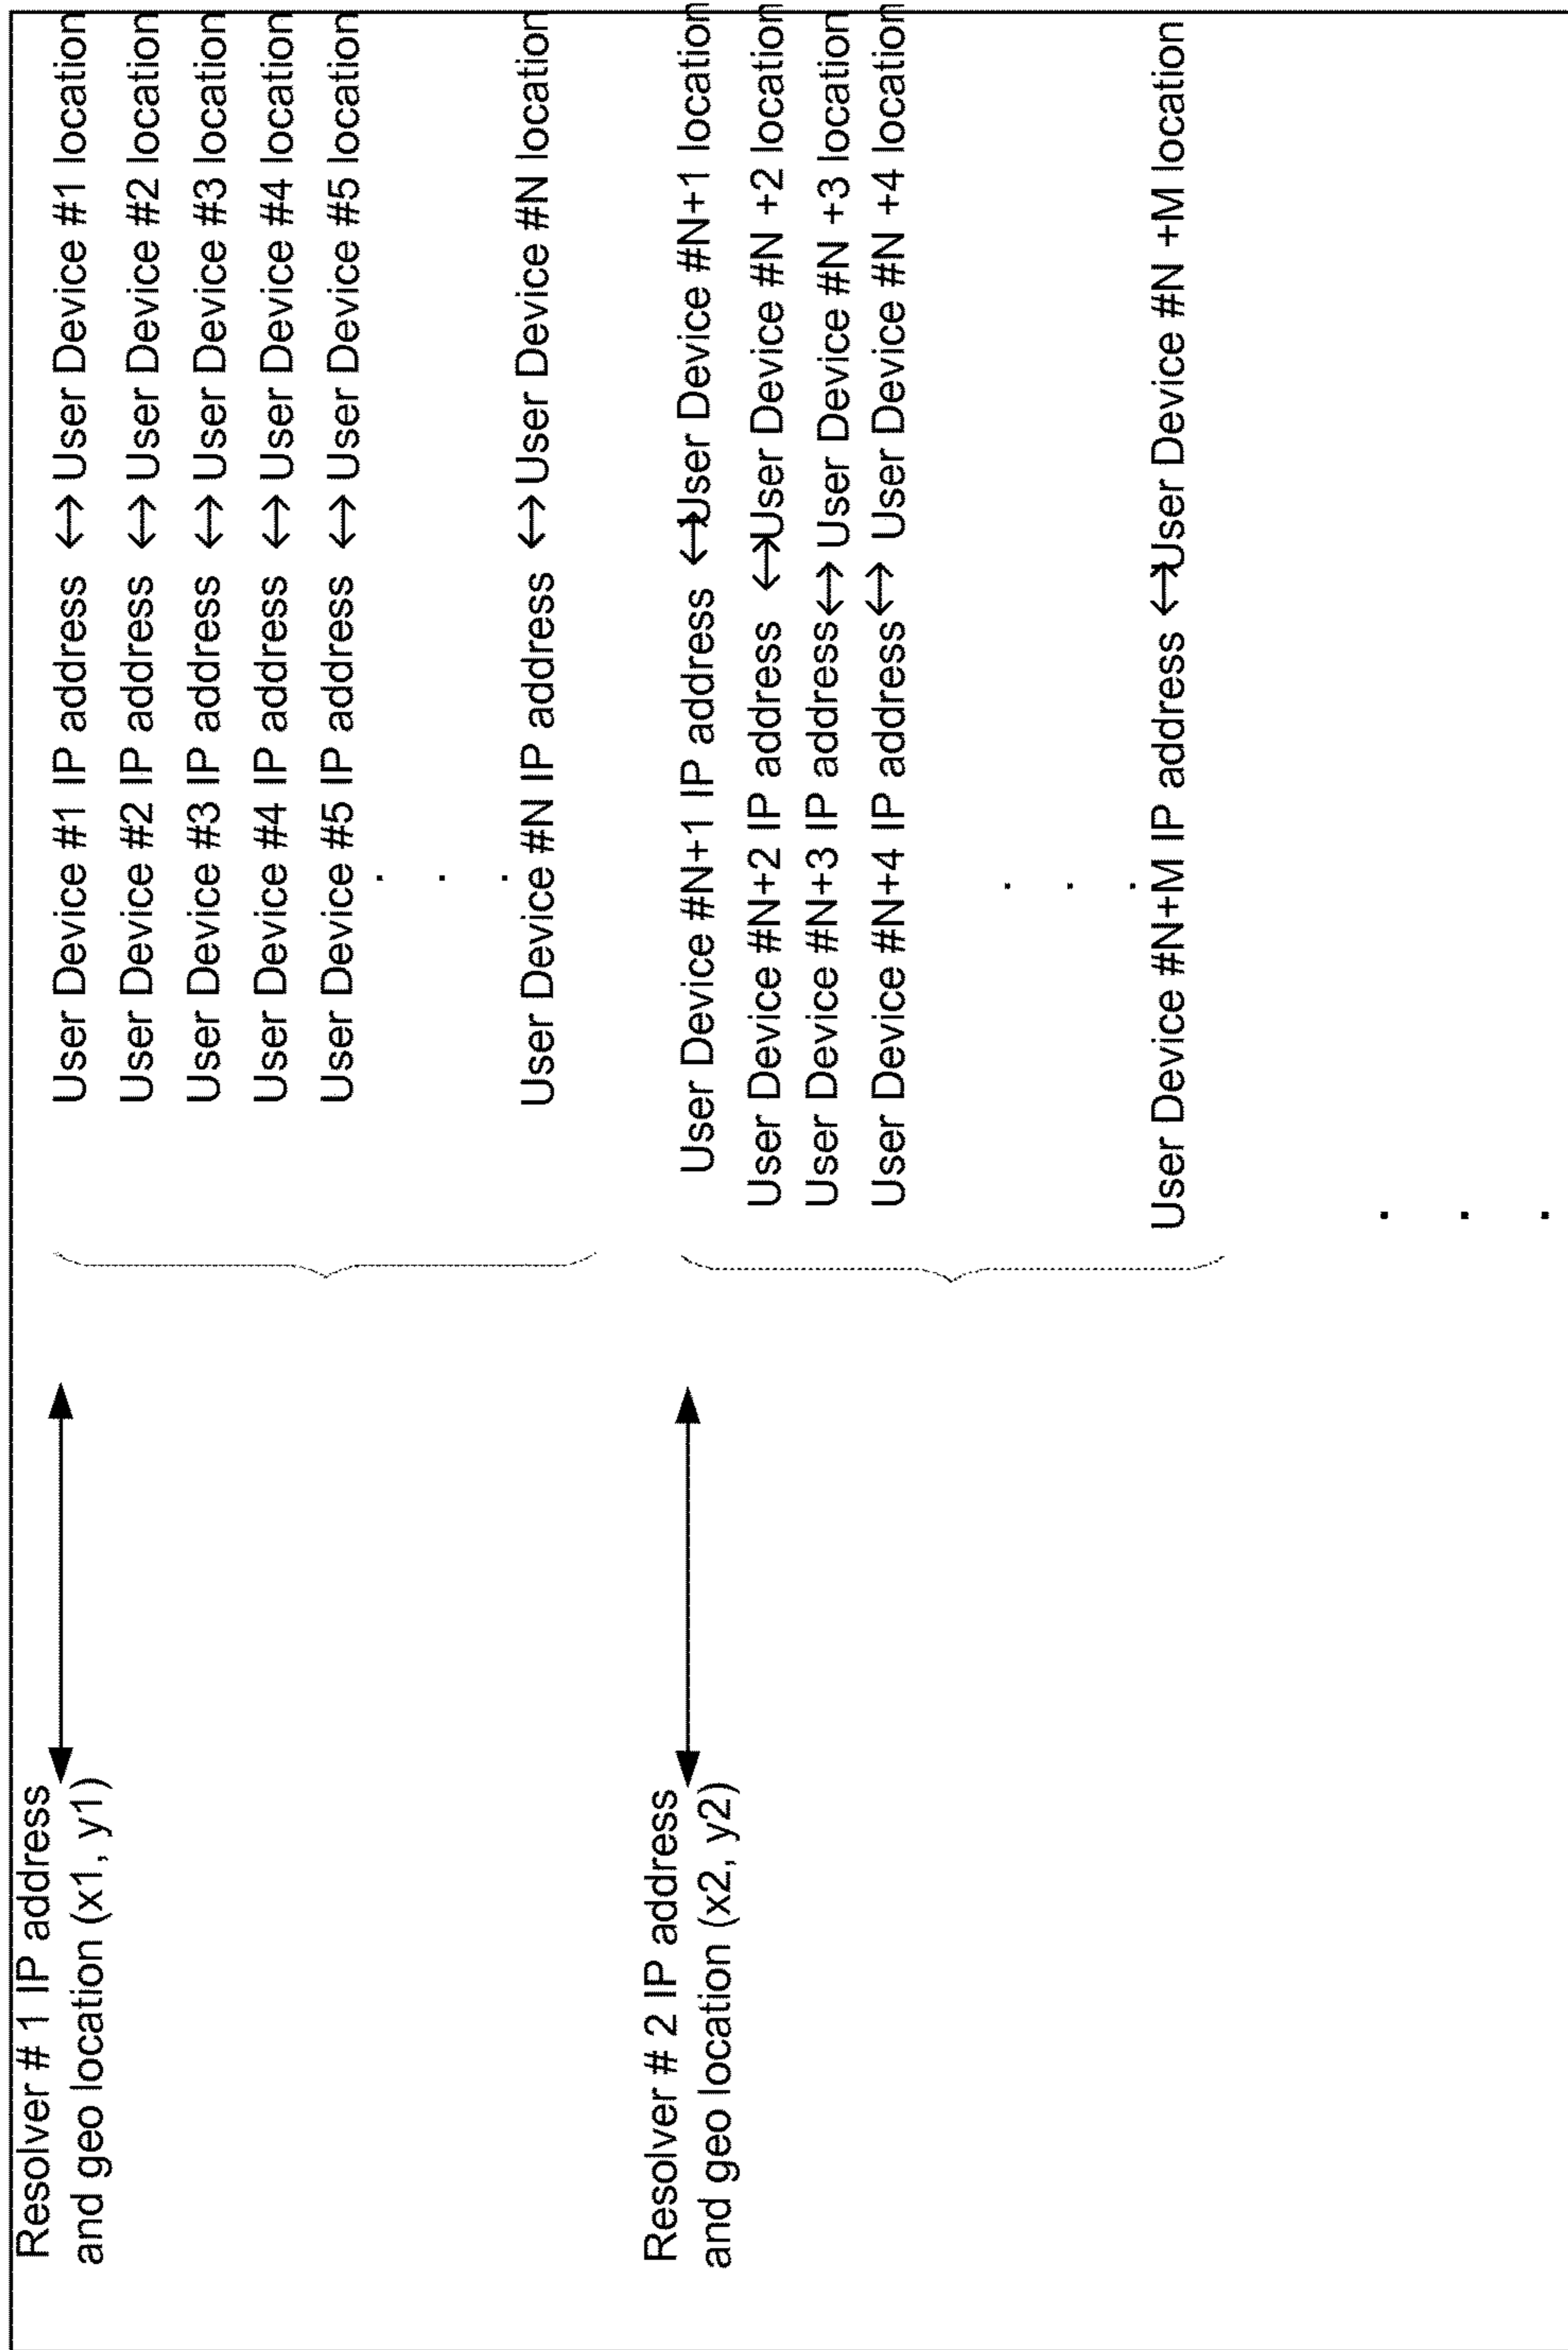 Resolver # 1 IP address
and geo location (x1, y1)
User Device #1 IP address ↔ User Device #1 location
User Device #2 IP address ↔ User Device #2 location
User Device #3 IP address ↔ User Device #3 location
User Device #4 IP address ↔ User Device #4 location
User Device #5 IP address ↔ User Device #5 location
. . .
User Device #N IP address ↔ User Device #N location
Resolver # 2 IP address
and geo location (x2, y2)
User Device #N+1 IP address ↔ User Device #N+1 location
User Device #N+2 IP address ↔ User Device #N +2 location
User Device #N+3 IP address ↔ User Device #N +3 location
User Device #N+4 IP address ↔ User Device #N +4 location
. . .
User Device #N+M IP address ↔ User Device #N +M location
. . .